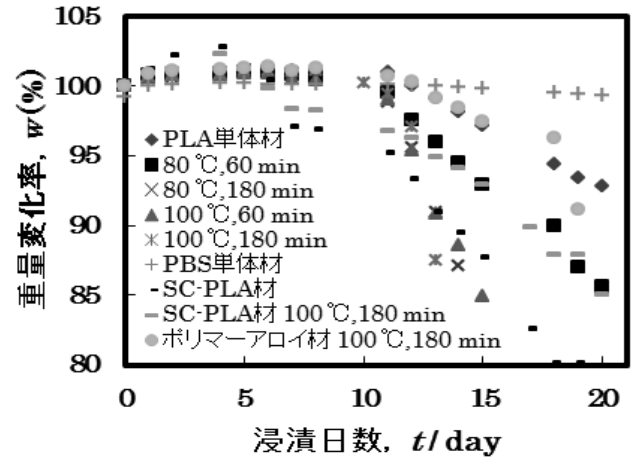 重量変化率, w(%)
105
100
95
90
85
80
PLA単体材
80 ℃,60 min
80 ℃,180 min
100 ℃,60 min
100 ℃,180 min
PBS単体材
SC-PLA材
SC-PLA材 100 ℃,180 min
ポリマーアロイ材 100 ℃,180 min
0 5 10 15 20
浸漬日数, t/day